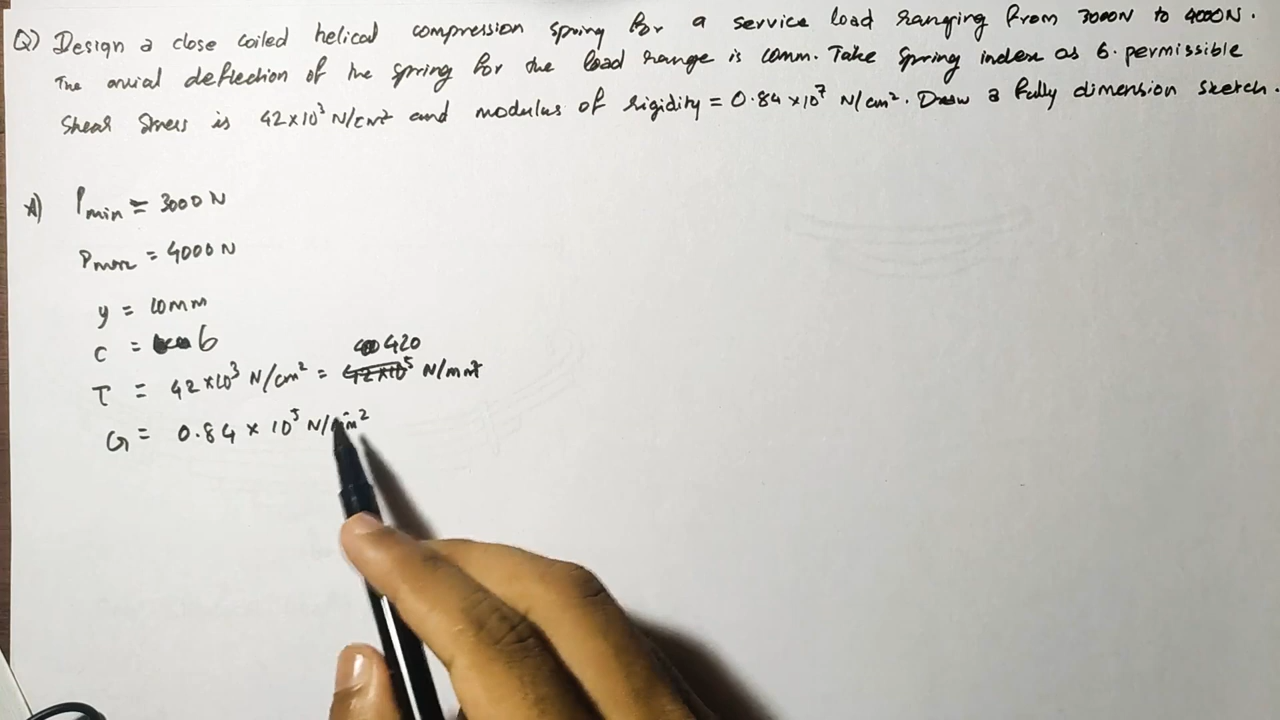 Q) Design a close coiled helical compression spring for a service load ranging from 3000N to 4000N.
The axial deflection of the spring for the load range is 10mm. Take spring index as 6. permissible
shear stress is 42×10³ N/cm² and modulus of rigidity = 0.84 ×10⁷ N/cm². Draw a fully dimension sketch.
A) Pmin = 3000 N
Pmax = 4000 N
y = 10mm
C = 6
420
τ = 42 ×10³ N/cm² = N/mm²
G = 0.84 × 10⁵ N/mm²